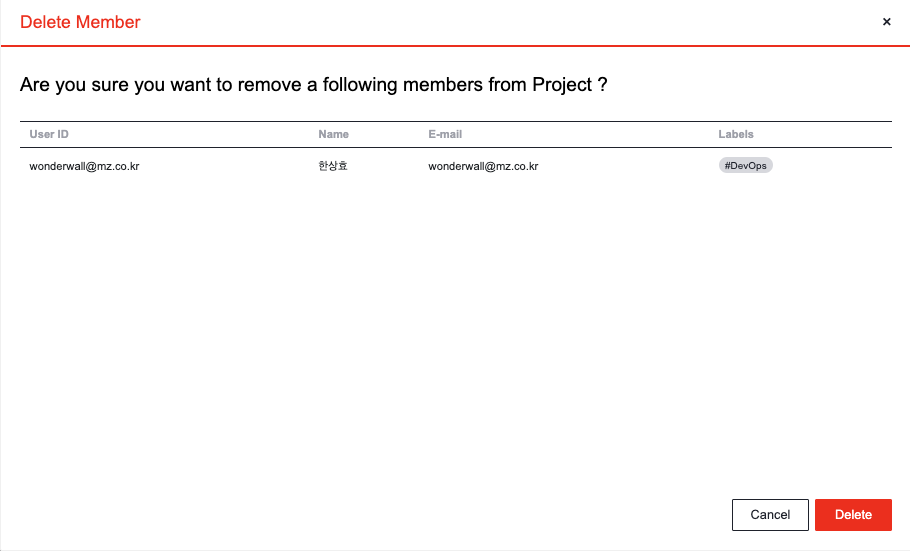 Delete Member ×
Are you sure you want to remove a following members from Project ?
User ID Name E-mail Labels
wonderwall@mz.co.kr 한상효 wonderwall@mz.co.kr #DevOps
Cancel Delete